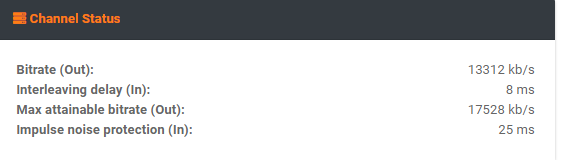 Channel Status
Bitrate (Out): 13312 kb/s
Interleaving delay (In): 8 ms
Max attainable bitrate (Out): 17528 kb/s
Impulse noise protection (In): 25 ms